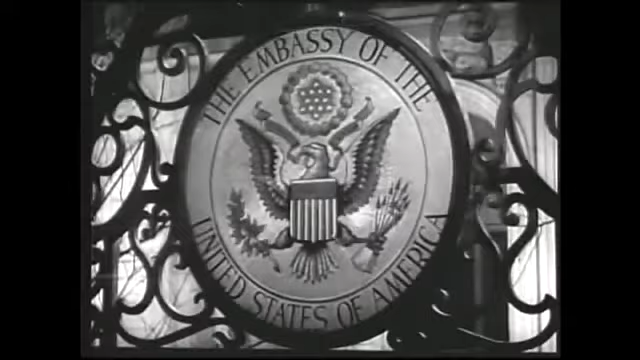 THE EMBASSY OF THE
UNITED STATES OF AMERICA